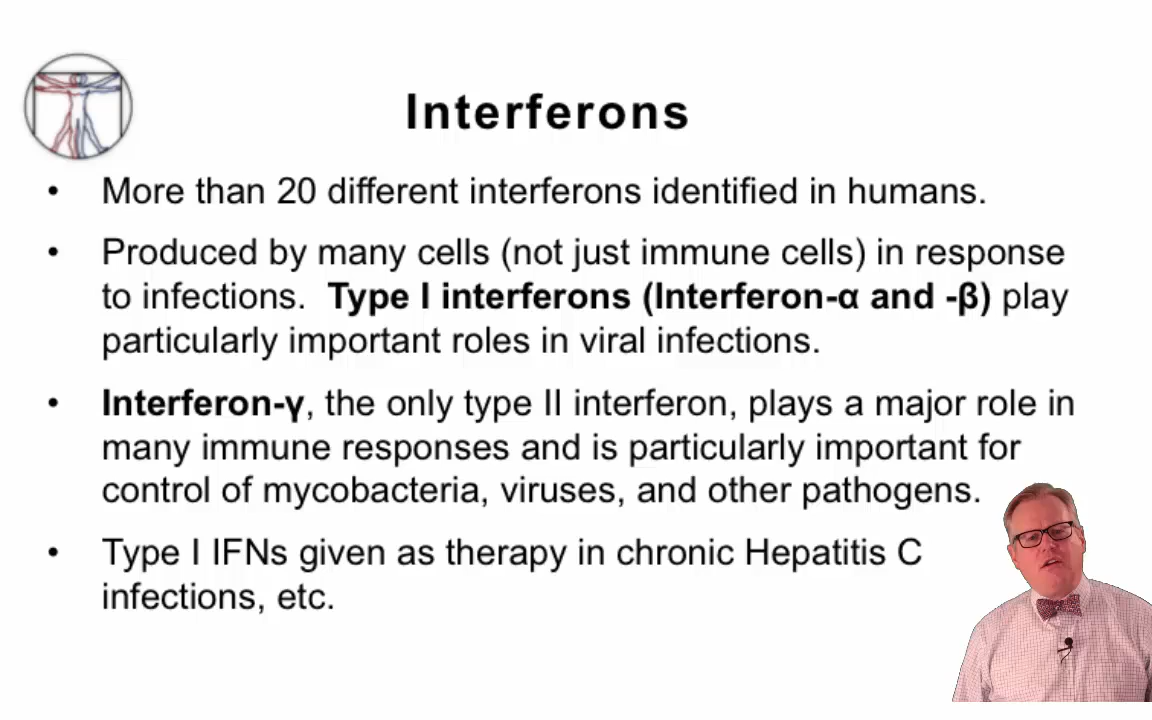 Interferons
• More than 20 different interferons identified in humans.
• Produced by many cells (not just immune cells) in response
to infections. Type I interferons (Interferon-α and -β) play
particularly important roles in viral infections.
• Interferon-γ, the only type II interferon, plays a major role in
many immune responses and is particularly important for
control of mycobacteria, viruses, and other pathogens.
• Type I IFNs given as therapy in chronic Hepatitis C
infections, etc.